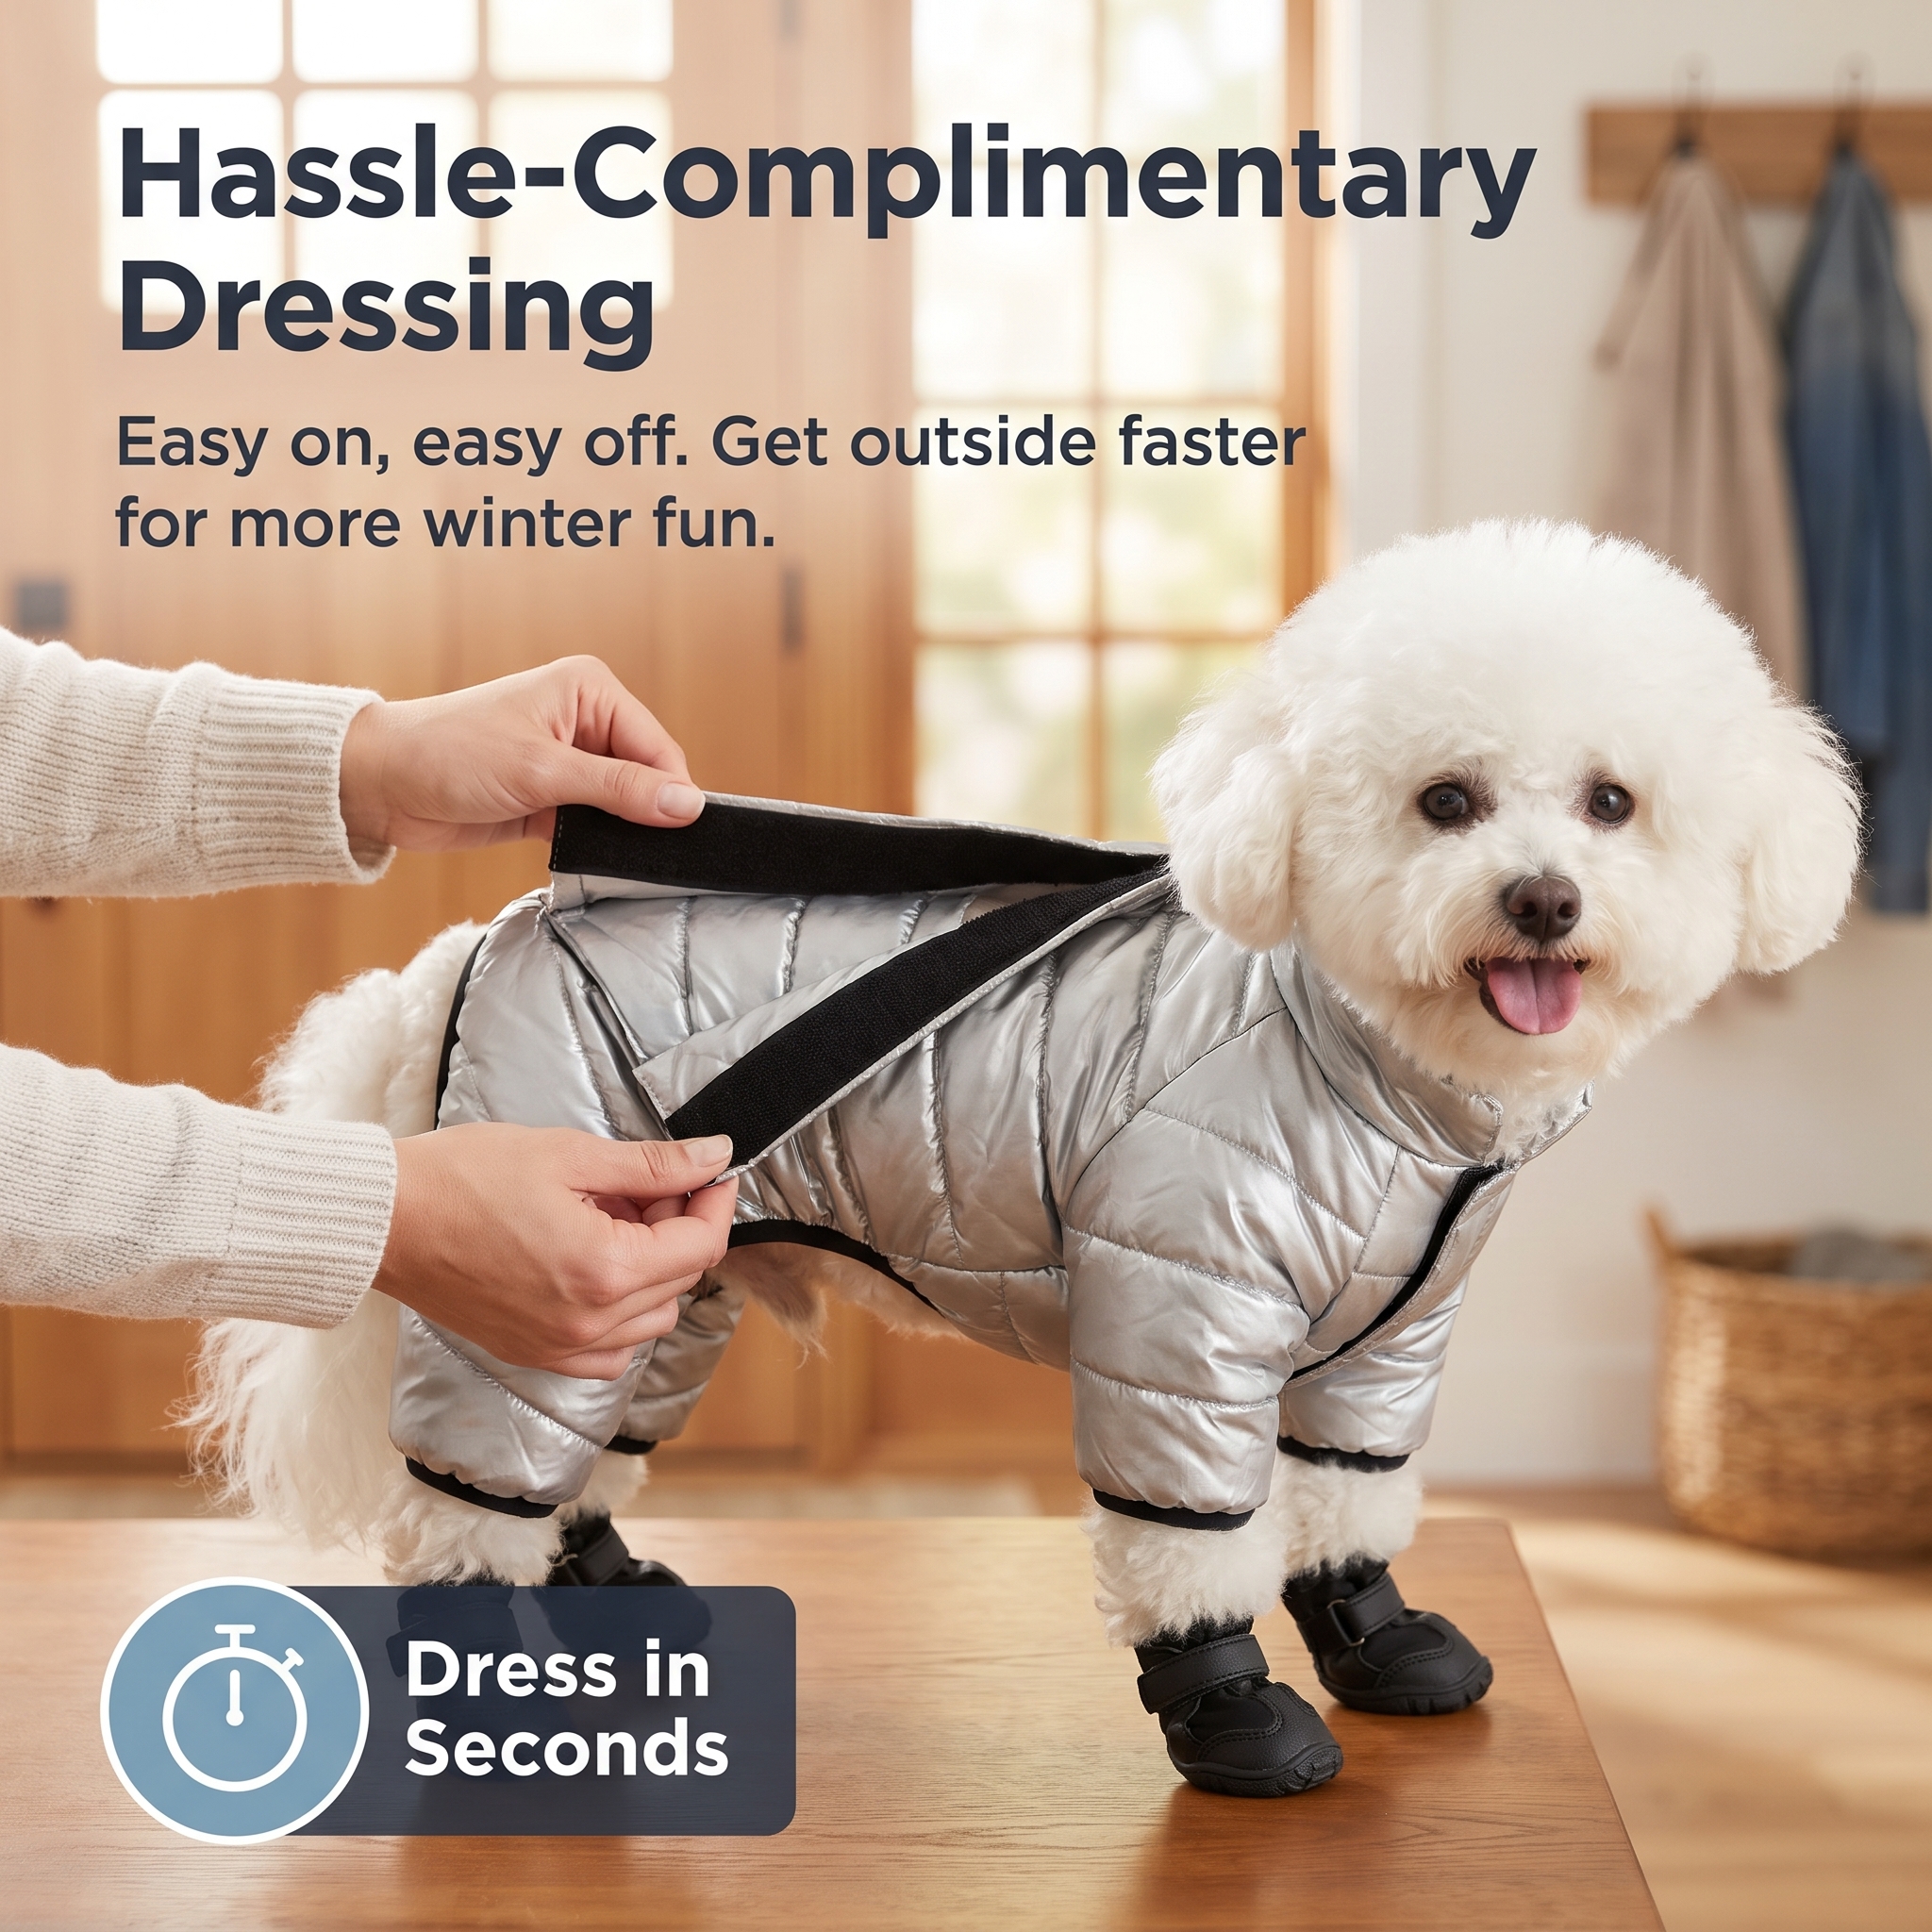 Hassle-Complimentary
Dressing
Easy on, easy off. Get outside faster
for more winter fun.
Dress in
Seconds